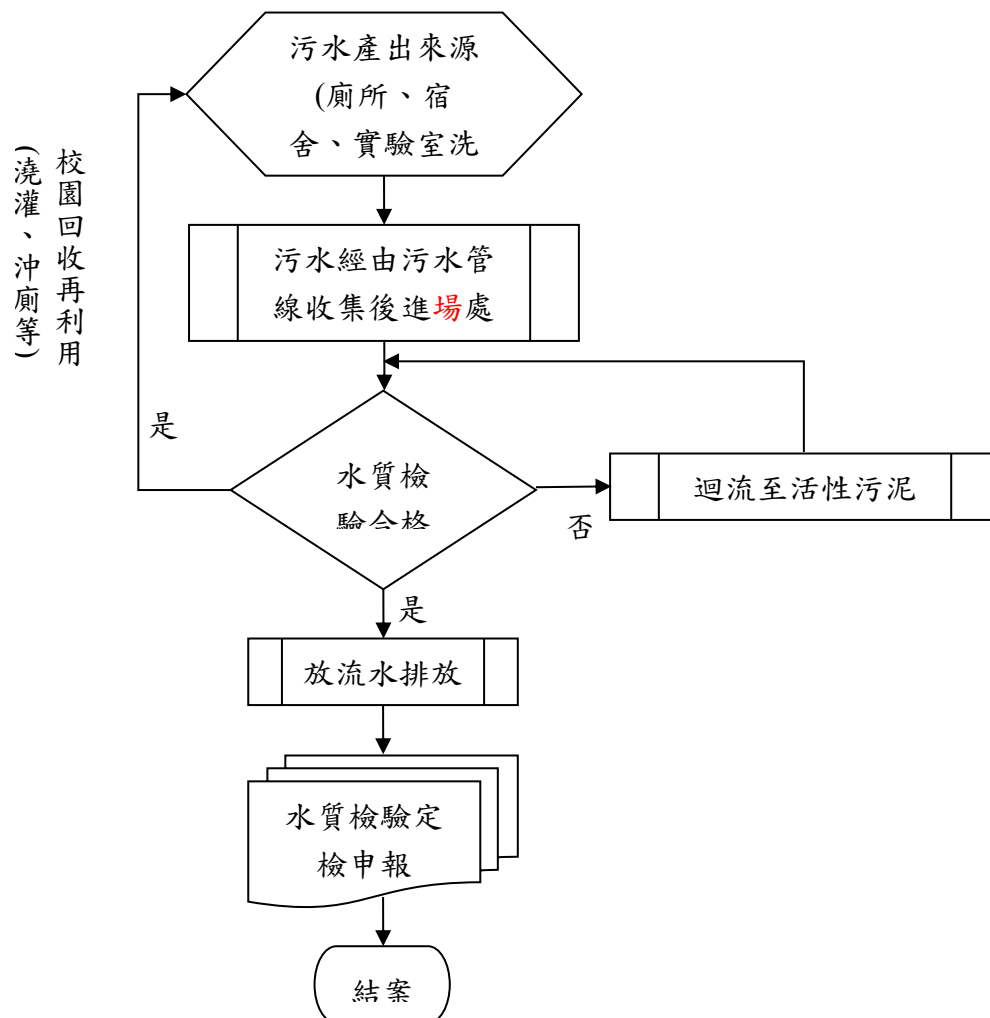 污水產出來源
(廁所、宿
舍、實驗室洗
校園回收再利用
(澆灌、沖廁等)
污水經由污水管
線收集後進場處
是
水質檢
驗合格
否
迴流至活性污泥
是
放流水排放
水質檢驗定
檢申報
結案